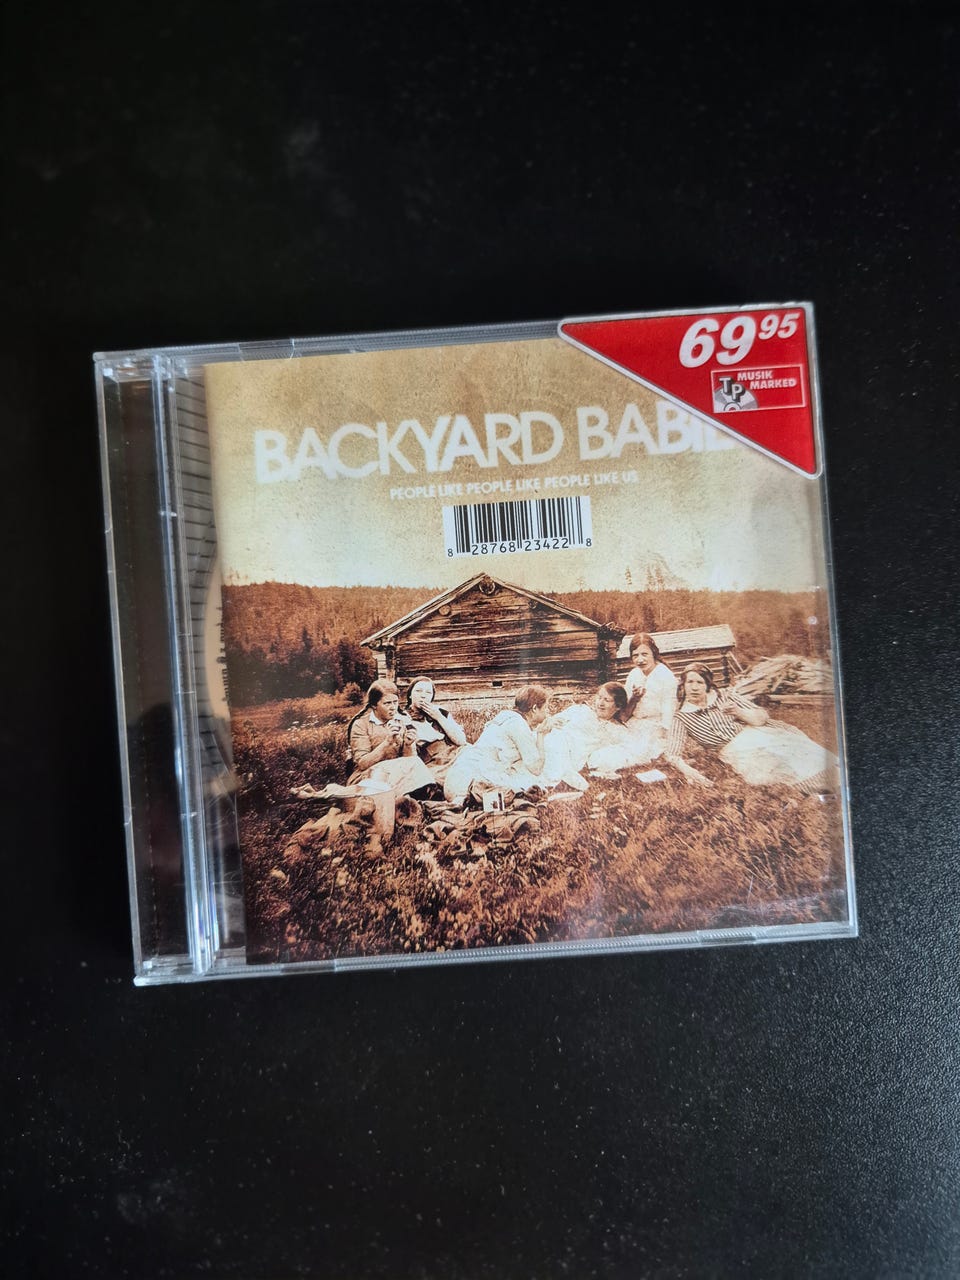 69 95
TP MUSIK
MARKED
BACKYARD BABIE
PEOPLE LIKE PEOPLE LIKE PEOPLE LIKE US
8 28768 23422 8